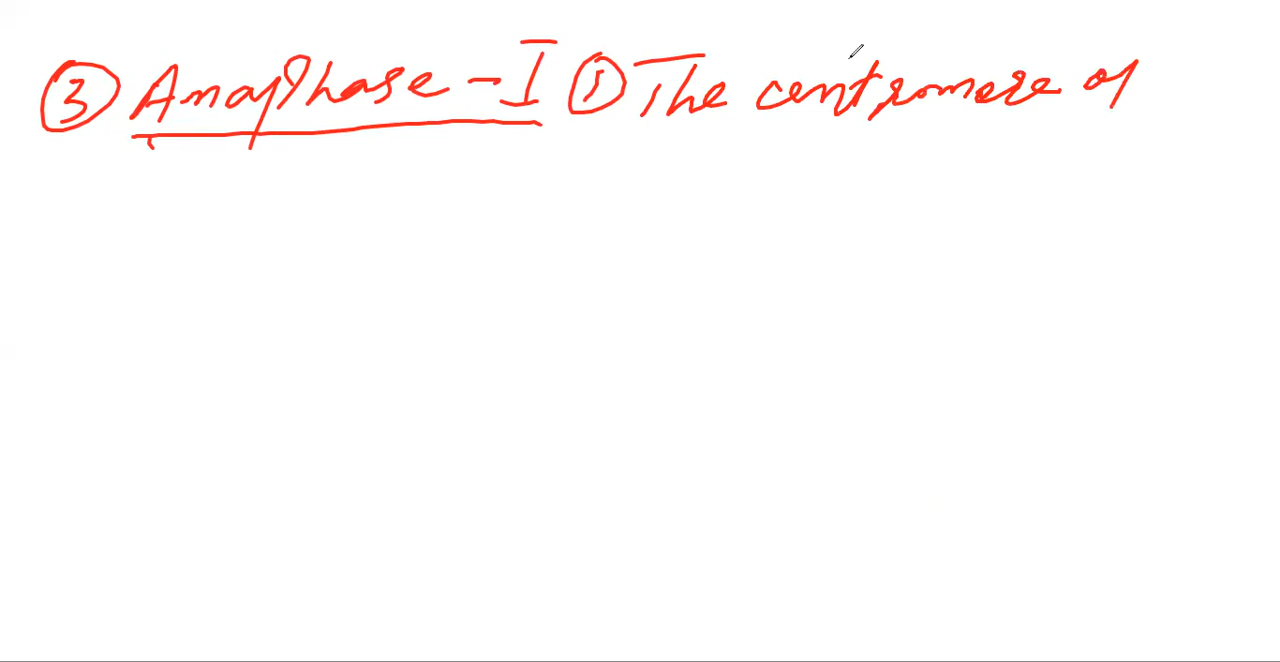 ③ Anaphase - I ① The centromere of